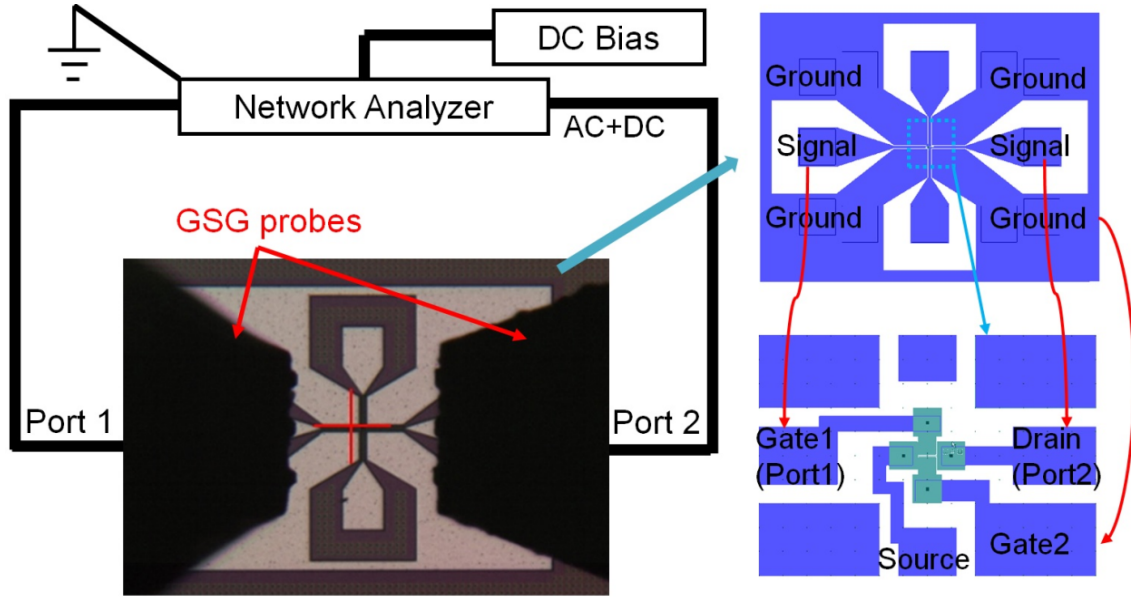 DC Bias
Network Analyzer
AC+DC
GSG probes
Port 1
Port 2
Ground
Ground
Signal
Signal
Ground
Ground
Gate1
(Port1)
Drain
(Port2)
Source
Gate2